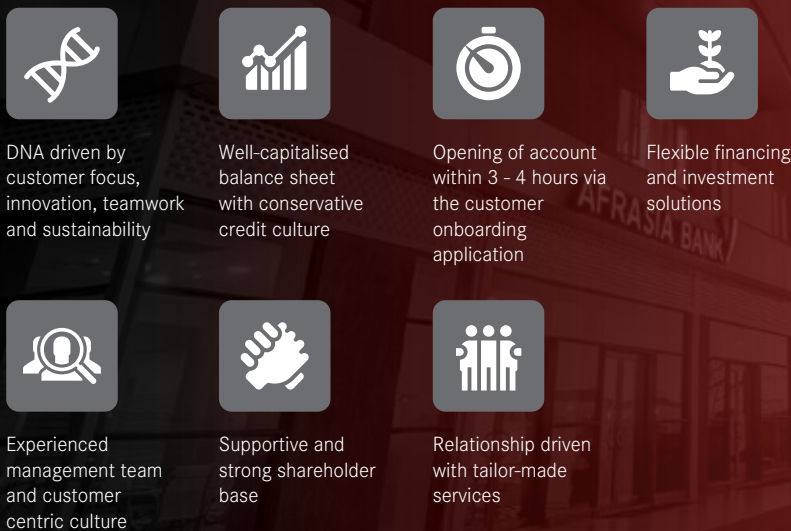 DNA driven by
customer focus,
innovation, teamwork
and sustainability
Well-capitalised
balance sheet
with conservative
credit culture
Opening of account
within 3 - 4 hours via
the customer
onboarding
application
Flexible financing
and investment
solutions
AFRASIA BANK
Experienced
management team
and customer
centric culture
Supportive and
strong shareholder
base
Relationship driven
with tailor-made
services